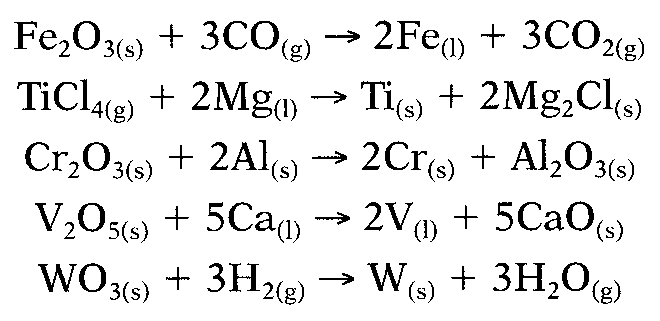 Fe₂O₃₍ₛ₎ + 3CO₍g₎ → 2Fe₍ₗ₎ + 3CO₂₍g₎
TiCl₄₍g₎ + 2Mg₍ₗ₎ → Ti₍ₛ₎ + 2Mg₂Cl₍ₛ₎
Cr₂O₃₍ₛ₎ + 2Al₍ₛ₎ → 2Cr₍ₛ₎ + Al₂O₃₍ₛ₎
V₂O₅₍ₛ₎ + 5Ca₍ₗ₎ → 2V₍ₗ₎ + 5CaO₍ₛ₎
WO₃₍ₛ₎ + 3H₂₍g₎ → W₍ₛ₎ + 3H₂O₍g₎